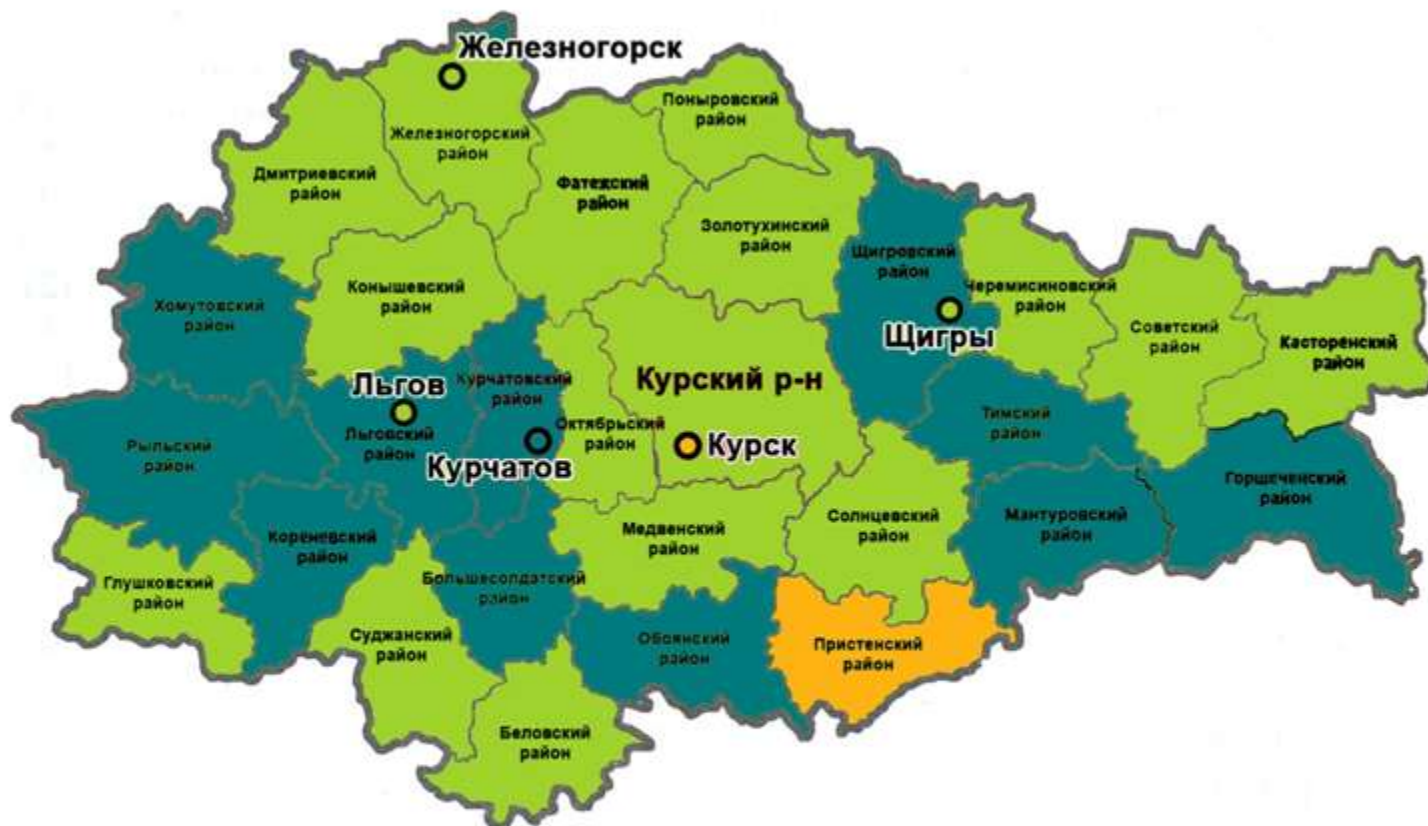 Железногорск
Поныровский
район
Железногорский
район
Дмитриевский
район
Фатежский
район
Золотухинский
район
Щигровский
район
Хомутовский
район
Конышевский
район
Черемисиновский
район
Советский
район
Касторенский
район
Щигры
Льгов
Курчатовский
район
Курский р-н
Рыльский
район
Льговский
район
Октябрьский
район
Тимский
район
Курчатов
Курск
Горшеченский
район
Кореневский
район
Медвенский
район
Солнцевский
район
Мантуровский
район
Глушковский
район
Большесолдатский
район
Суджанский
район
Обоянский
район
Пристенский
район
Беловский
район